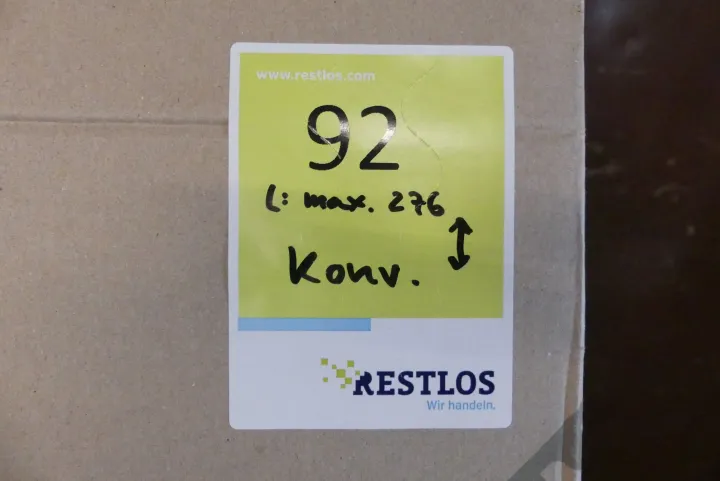 www.restlos.com
92
L: max. 276
Konv.
RESTLOS
Wir handeln.